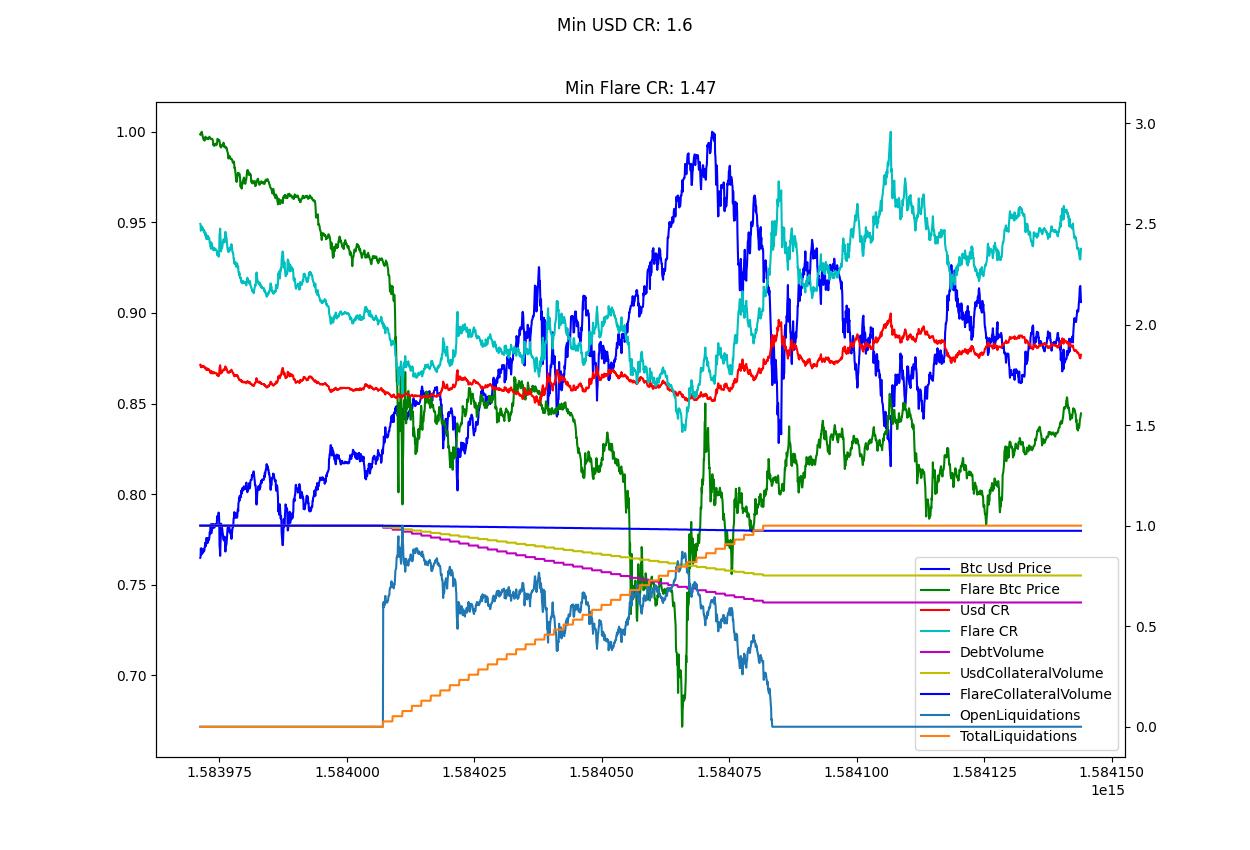 Min USD CR: 1.6
Min Flare CR: 1.47
1.00
0.95
0.90
0.85
0.80
0.75
0.70
3.0
2.5
2.0
1.5
1.0
0.5
0.0
Btc Usd Price
Flare Btc Price
Usd CR
Flare CR
DebtVolume
UsdCollateralVolume
FlareCollateralVolume
OpenLiquidations
TotalLiquidations
1.583975 1.584000 1.584025 1.584050 1.584075 1.584100 1.584125 1.584150
1e15